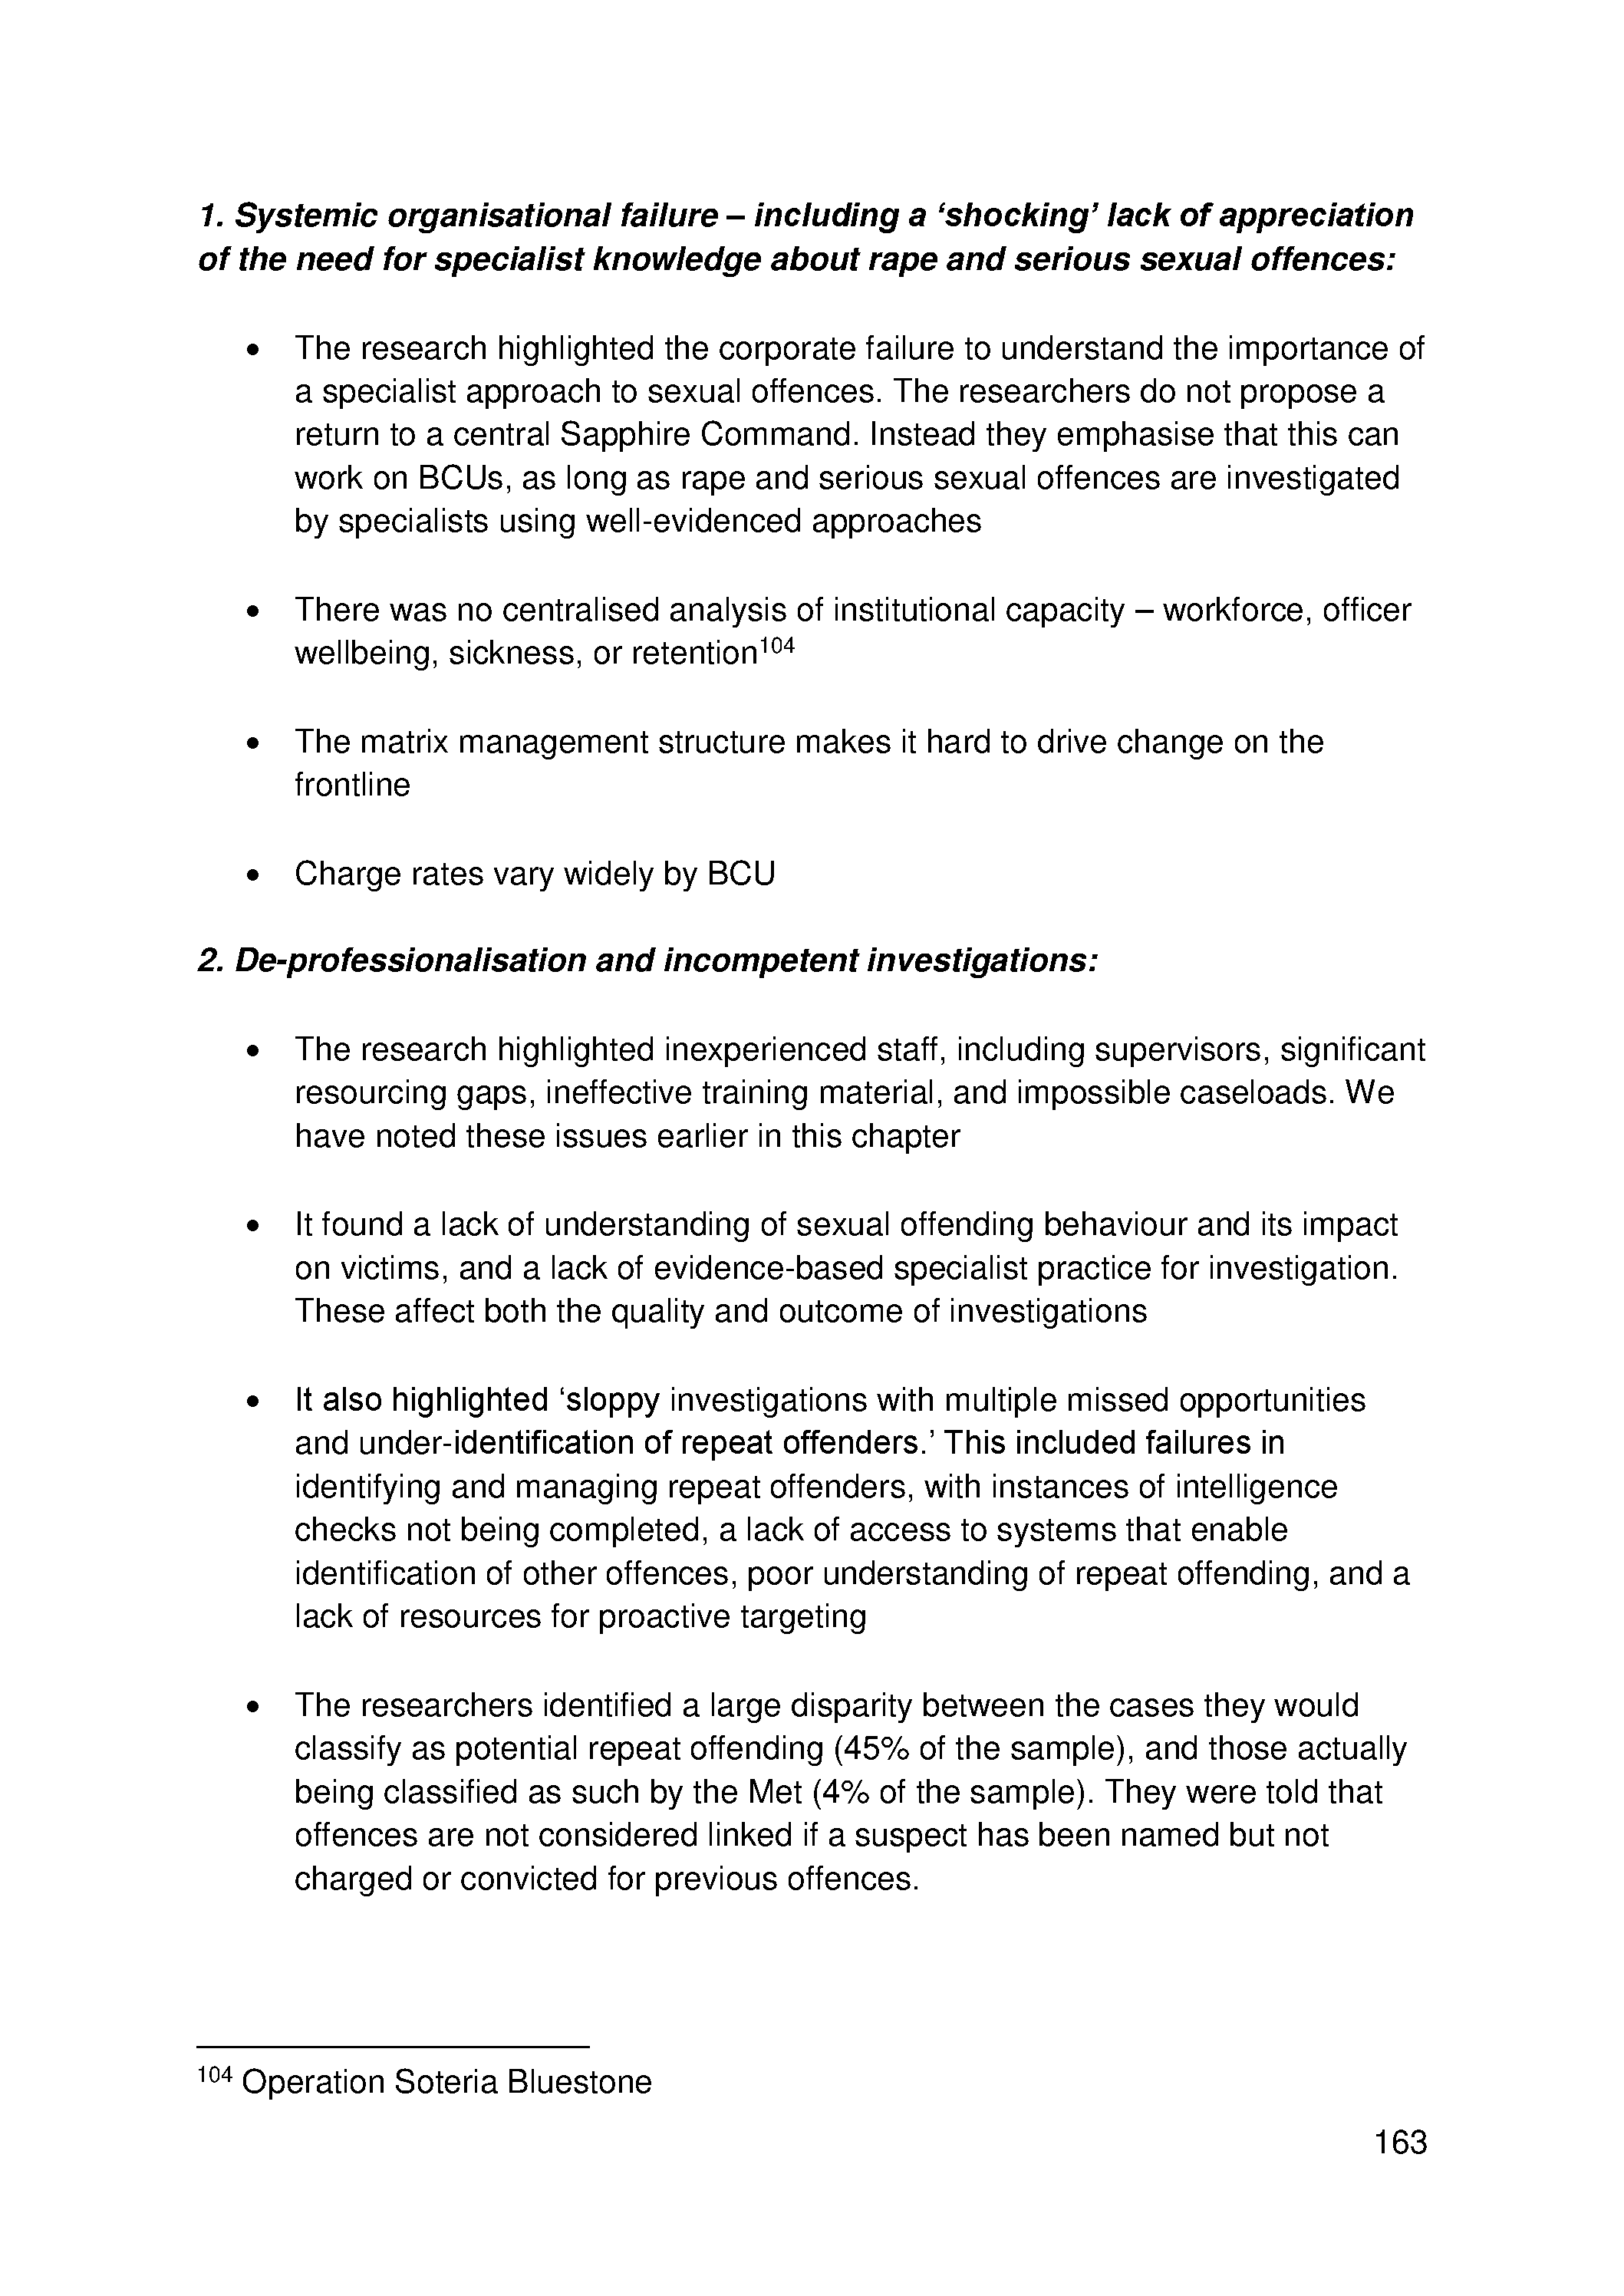 1. Systemic organisational failure – including a ‘shocking’ lack of appreciation
of the need for specialist knowledge about rape and serious sexual offences:
• The research highlighted the corporate failure to understand the importance of
a specialist approach to sexual offences. The researchers do not propose a
return to a central Sapphire Command. Instead they emphasise that this can
work on BCUs, as long as rape and serious sexual offences are investigated
by specialists using well-evidenced approaches
• There was no centralised analysis of institutional capacity – workforce, officer
wellbeing, sickness, or retention104
• The matrix management structure makes it hard to drive change on the
frontline
• Charge rates vary widely by BCU
2. De-professionalisation and incompetent investigations:
• The research highlighted inexperienced staff, including supervisors, significant
resourcing gaps, ineffective training material, and impossible caseloads. We
have noted these issues earlier in this chapter
• It found a lack of understanding of sexual offending behaviour and its impact
on victims, and a lack of evidence-based specialist practice for investigation.
These affect both the quality and outcome of investigations
• It also highlighted ‘sloppy investigations with multiple missed opportunities
and under-identification of repeat offenders.’ This included failures in
identifying and managing repeat offenders, with instances of intelligence
checks not being completed, a lack of access to systems that enable
identification of other offences, poor understanding of repeat offending, and a
lack of resources for proactive targeting
• The researchers identified a large disparity between the cases they would
classify as potential repeat offending (45% of the sample), and those actually
being classified as such by the Met (4% of the sample). They were told that
offences are not considered linked if a suspect has been named but not
charged or convicted for previous offences.
104 Operation Soteria Bluestone
163